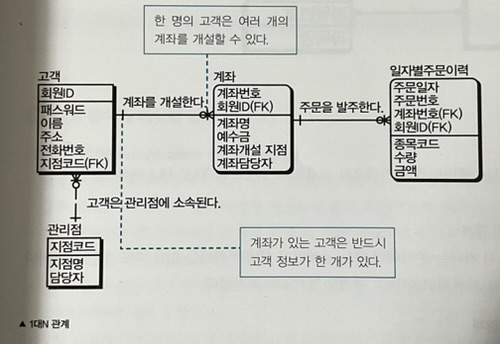 한 명의 고객은 여러 개의
계좌를 개설할 수 있다.
고객
회원ID
패스워드
이름
주소
전화번호
지점코드(FK)
계좌를 개설한다.
계좌
계좌번호
회원ID(FK)
계좌명
예수금
계좌개설 지점
계좌담당자
주문을 발주한다.
일자별주문이력
주문일자
주문번호
계좌번호(FK)
회원ID(FK)
종목코드
수량
금액
고객은 관리점에 소속된다.
관리점
지점코드
지점명
담당자
계좌가 있는 고객은 반드시
고객 정보가 한 개가 있다.
▲ 1대N 관계